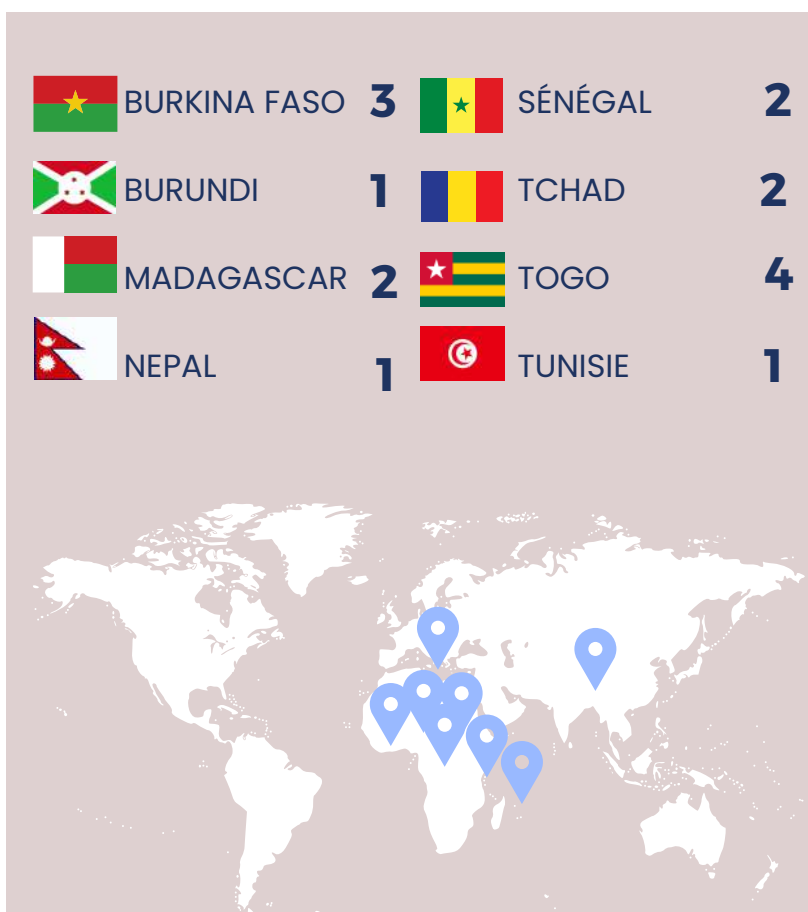 BURKINA FASO 3
BURUNDI 1
MADAGASCAR 2
NEPAL 1
SÉNÉGAL 2
TCHAD 2
TOGO 4
TUNISIE 1